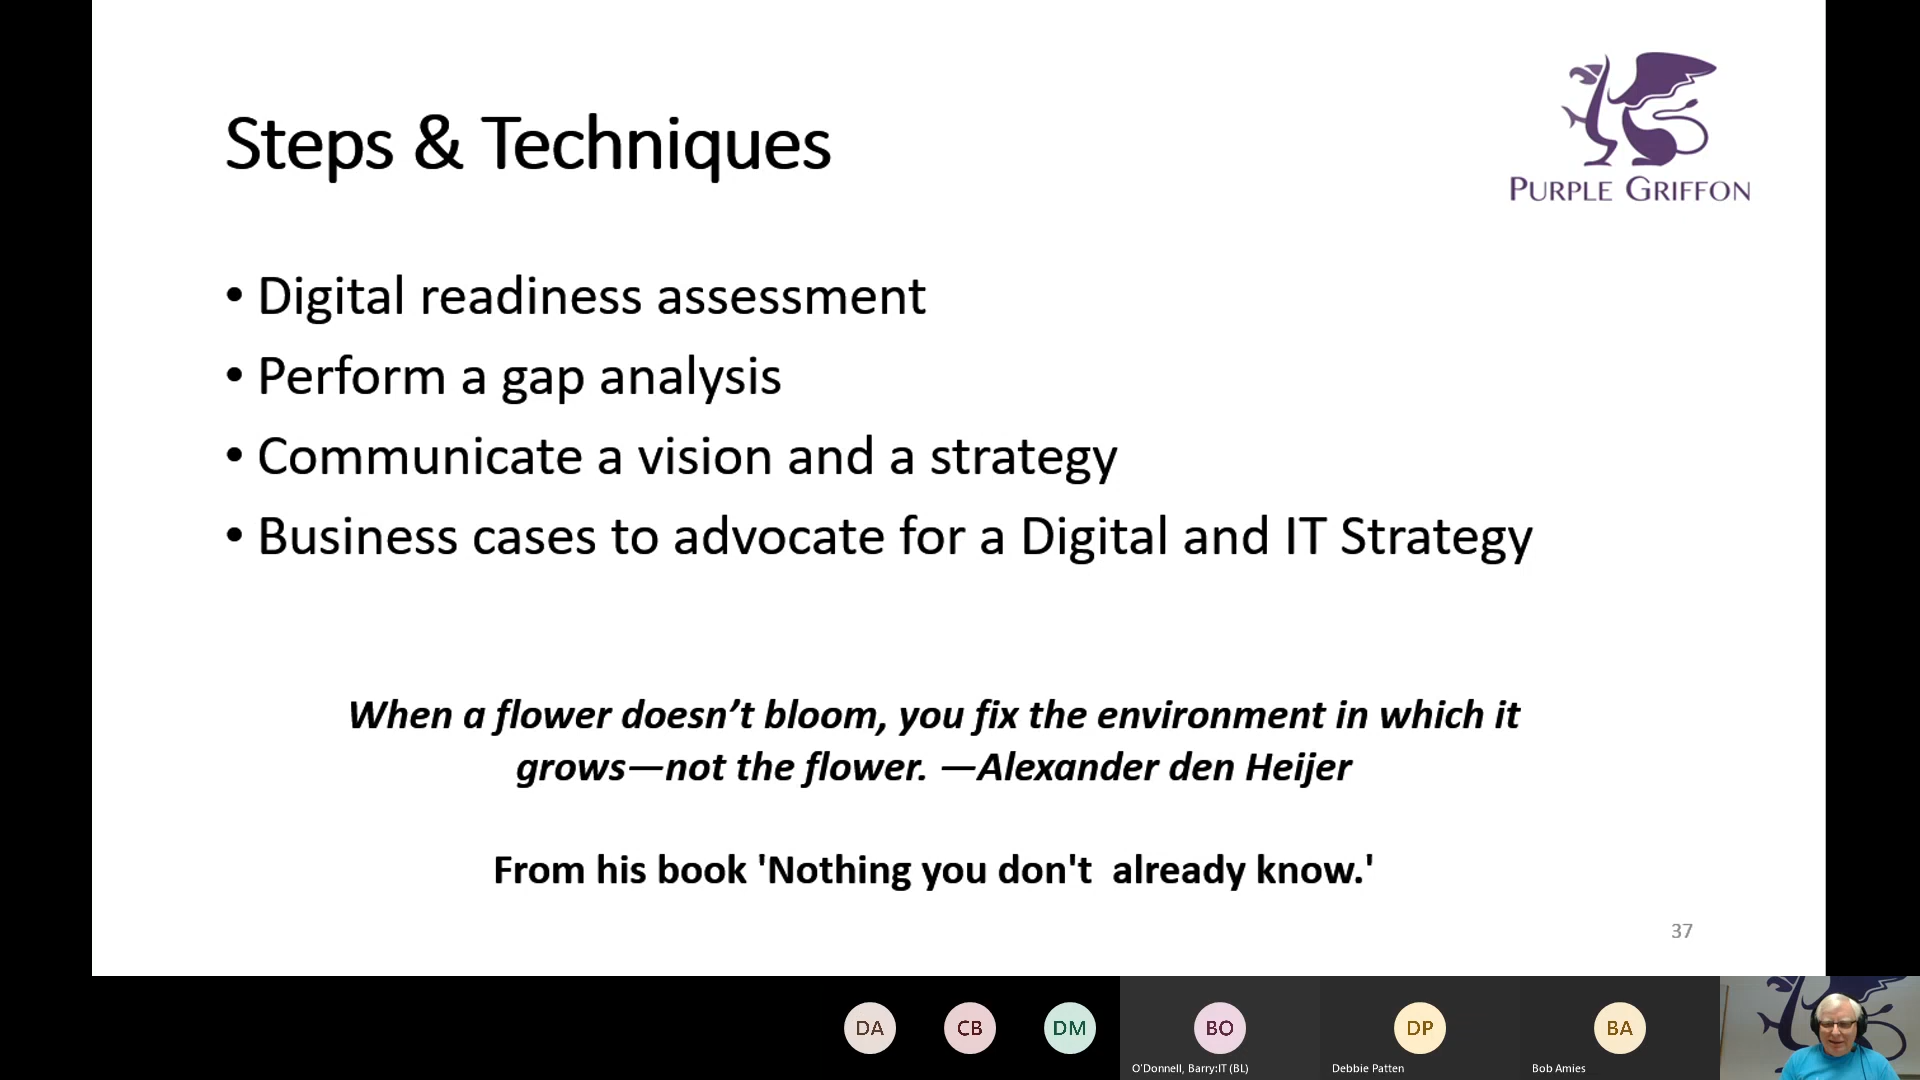 Steps & Techniques
PURPLE GRIFFON
• Digital readiness assessment
• Perform a gap analysis
• Communicate a vision and a strategy
• Business cases to advocate for a Digital and IT Strategy
When a flower doesn’t bloom, you fix the environment in which it
grows—not the flower. —Alexander den Heijer
From his book 'Nothing you don't  already know.'
37
DA
CB
DM
BO
DP
BA
O'Donnell, Barry:IT (BL)
Debbie Patten
Bob Amies